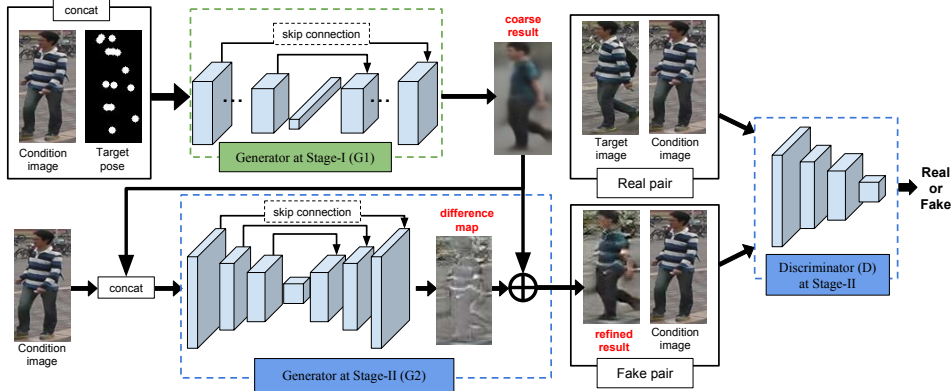 concat
Condition
image
Target
pose
skip connection
Generator at Stage-I (G1)
coarse
result
Target
image
Condition
image
Real pair
Real
or
Fake
Discriminator (D)
at Stage-II
Condition
image
concat
skip connection
difference
map
Generator at Stage-II (G2)
refined
result
Condition
image
Fake pair